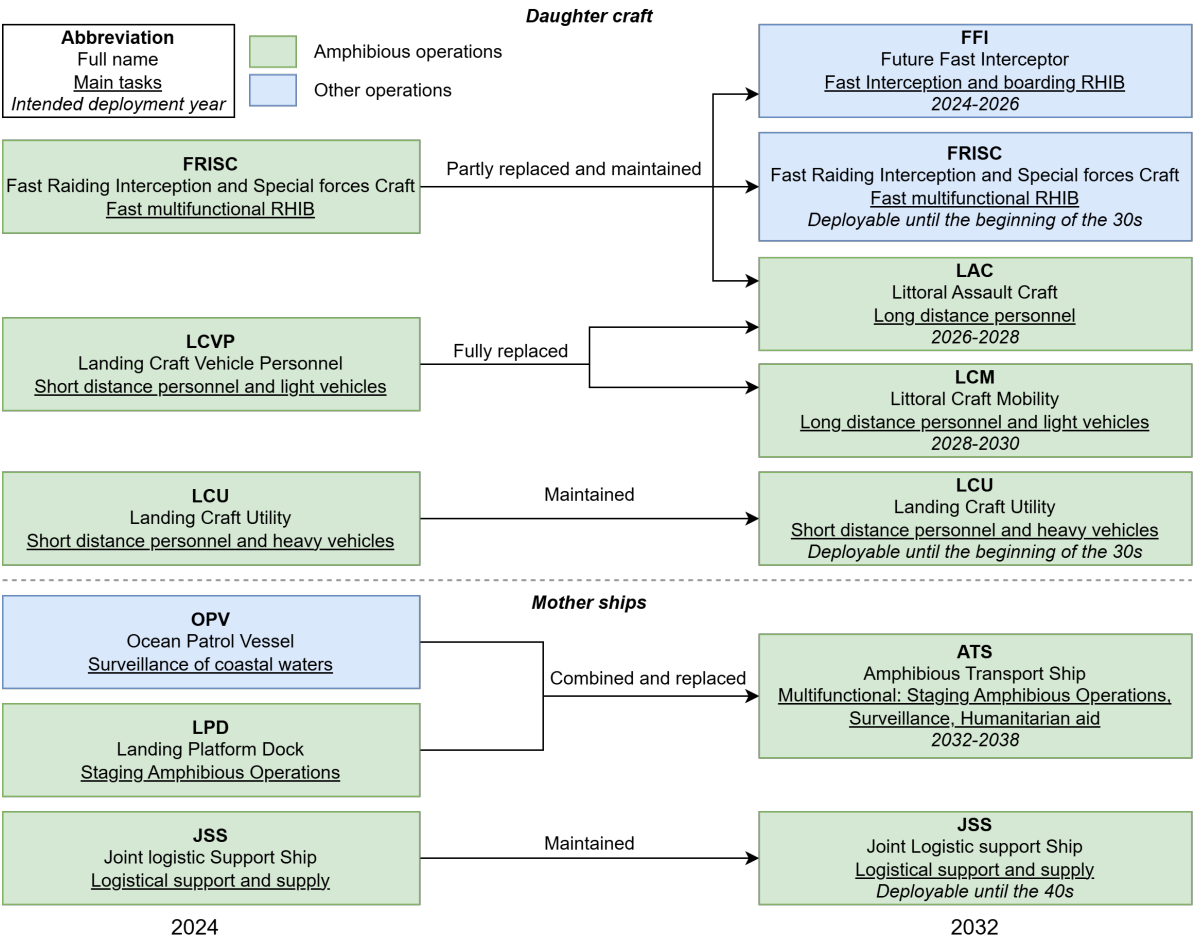 Daughter craft
Abbreviation
Full name
Main tasks
Intended deployment year
Amphibious operations
Other operations
FFI
Future Fast Interceptor
Fast Interception and boarding RHIB
2024-2026
FRISC
Fast Raiding Interception and Special forces Craft
Fast multifunctional RHIB
Partly replaced and maintained
FRISC
Fast Raiding Interception and Special forces Craft
Fast multifunctional RHIB
Deployable until the beginning of the 30s
LAC
Littoral Assault Craft
Long distance personnel
2026-2028
LCVP
Landing Craft Vehicle Personnel
Short distance personnel and light vehicles
Fully replaced
LCM
Littoral Craft Mobility
Long distance personnel and light vehicles
2028-2030
LCU
Landing Craft Utility
Short distance personnel and heavy vehicles
Maintained
LCU
Landing Craft Utility
Short distance personnel and heavy vehicles
Deployable until the beginning of the 30s
Mother ships
OPV
Ocean Patrol Vessel
Surveillance of coastal waters
LPD
Landing Platform Dock
Staging Amphibious Operations
Combined and replaced
ATS
Amphibious Transport Ship
Multifunctional: Staging Amphibious Operations,
Surveillance, Humanitarian aid
2032-2038
JSS
Joint logistic Support Ship
Logistical support and supply
Maintained
JSS
Joint Logistic support Ship
Logistical support and supply
Deployable until the 40s
2024
2032